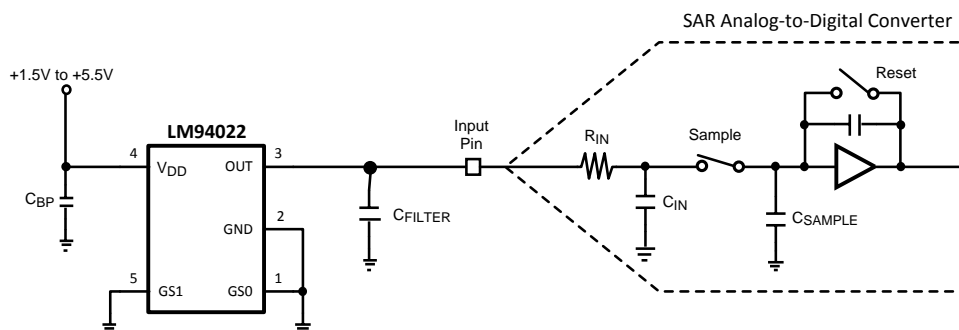 SAR Analog-to-Digital Converter
+1.5V to +5.5V
Reset
LM94022
Input
Pin
RIN
Sample
4
VDD
OUT
3
CBP
CFILTER
CIN
CSAMPLE
GND
2
5
GS1
GS0
1